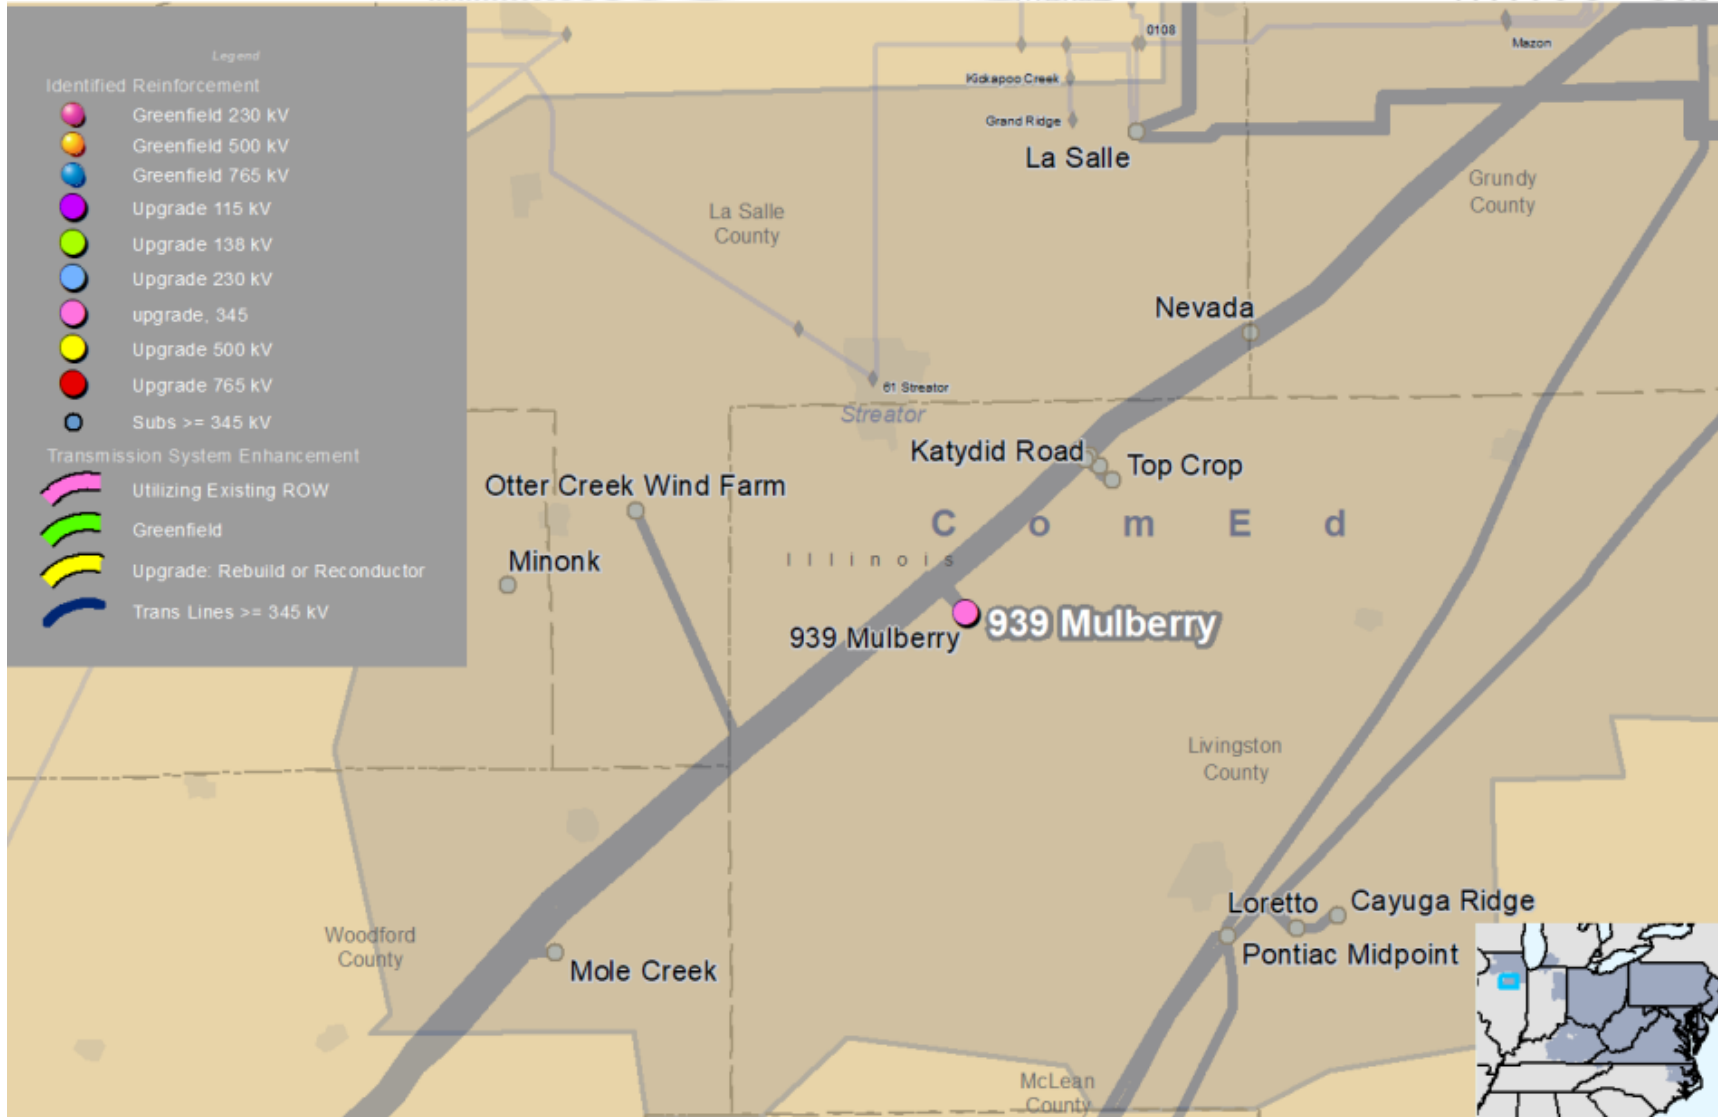 Legend
Identified Reinforcement
Greenfield 230 kV
Greenfield 500 kV
Greenfield 765 kV
Upgrade 115 kV
Upgrade 138 kV
Upgrade 230 kV
upgrade, 345
Upgrade 500 kV
Upgrade 765 kV
Subs >= 345 kV
Transmission System Enhancement
Utilizing Existing ROW
Greenfield
Upgrade: Rebuild or Reconductor
Trans Lines >= 345 kV
0108
Mazon
Kickapoo Creek
Grand Ridge
La Salle
Grundy
County
La Salle
County
Nevada
61 Streator
Streator
Katydid Road
Top Crop
Otter Creek Wind Farm
ComEd
Illinois
Minonk
939 Mulberry
939 Mulberry
Livingston
County
Loretto
Cayuga Ridge
Pontiac Midpoint
Woodford
County
Mole Creek
McLean
County